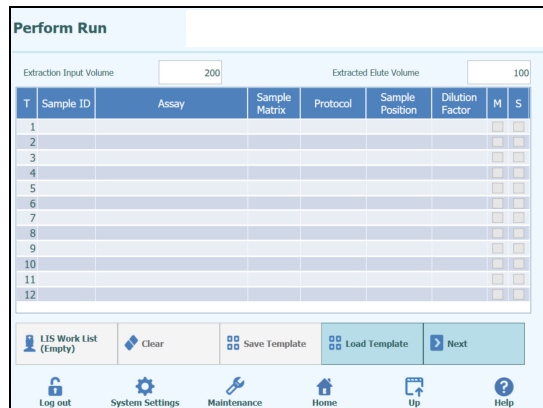 Perform Run
Extraction Input Volume 200 Extracted Elute Volume 100
T Sample ID Assay Sample Matrix Protocol Sample Position Dilution Factor M S
1
2
3
4
5
6
7
8
9
10
11
12
LIS Work List (Empty) Clear Save Template Load Template Next
Log out System Settings Maintenance Home Up Help